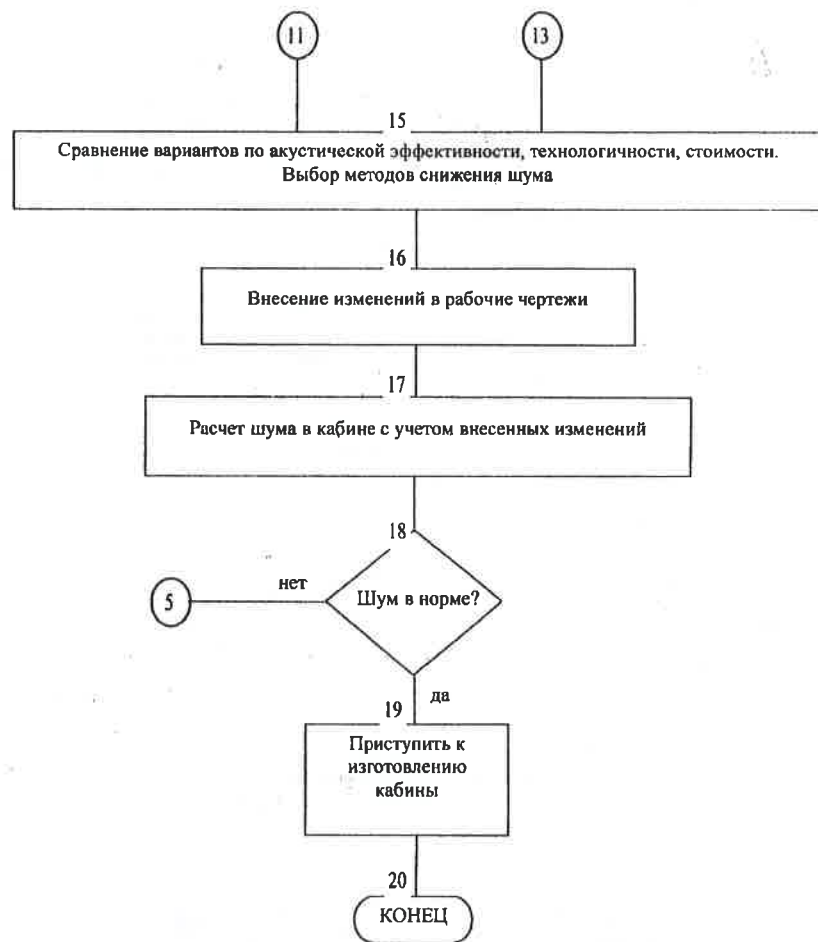 11
13
15
Сравнение вариантов по акустической эффективности, технологичности, стоимости.
Выбор методов снижения шума
16
Внесение изменений в рабочие чертежи
17
Расчет шума в кабине с учетом внесенных изменений
18
нет
5
Шум в норме?
да
19
Приступить к
изготовлению
кабины
20
КОНЕЦ